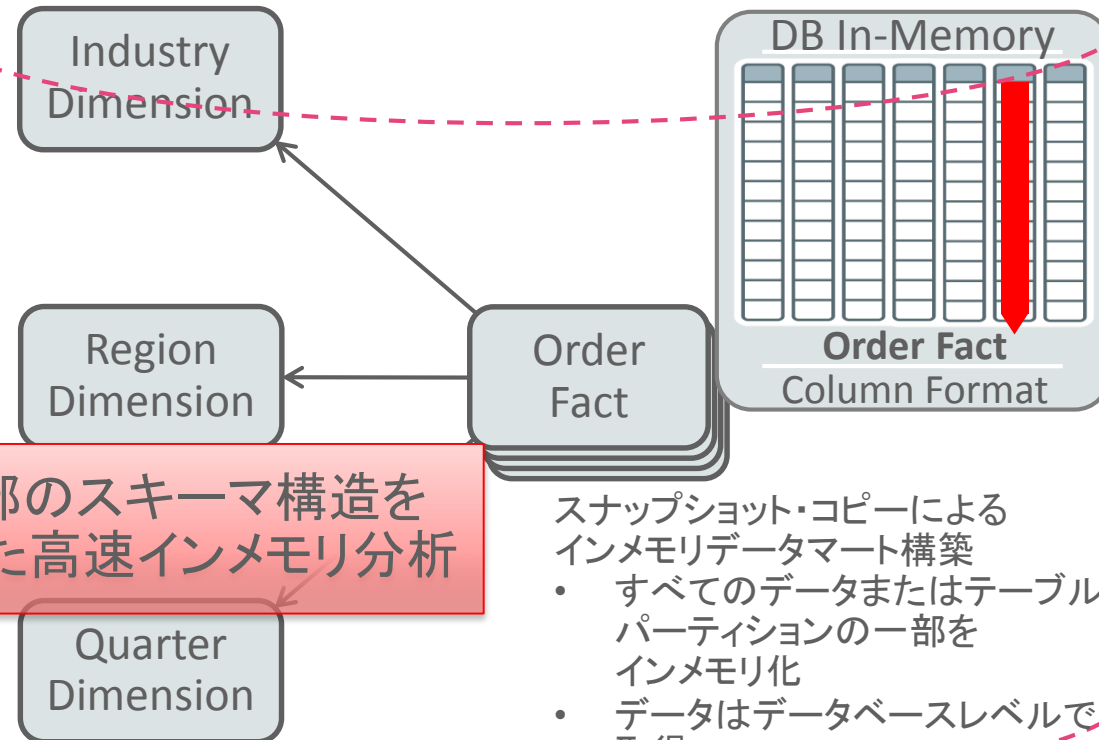 Industry
Dimension
DB In-Memory
Region
Dimension
Order
Fact
Order Fact
Column Format
部のスキーマ構造を
た高速インメモリ分析
Quarter
Dimension
スナップショット・コピーによる
インメモリデータマート構築
• すべてのデータまたはテーブル
パーティションの一部を
インメモリ化
• データはデータベースレベルで